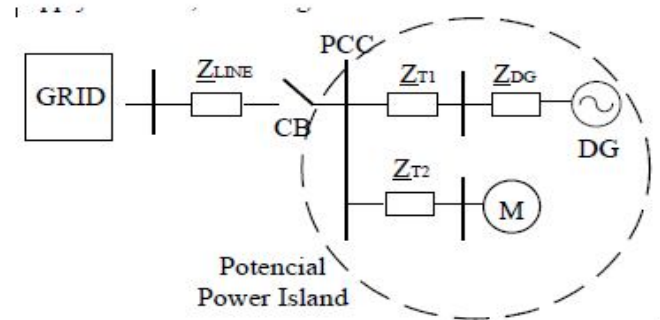 PCC
GRID
ZLINE
CB
ZT1
ZDG
DG
ZT2
M
Potencial
Power Island